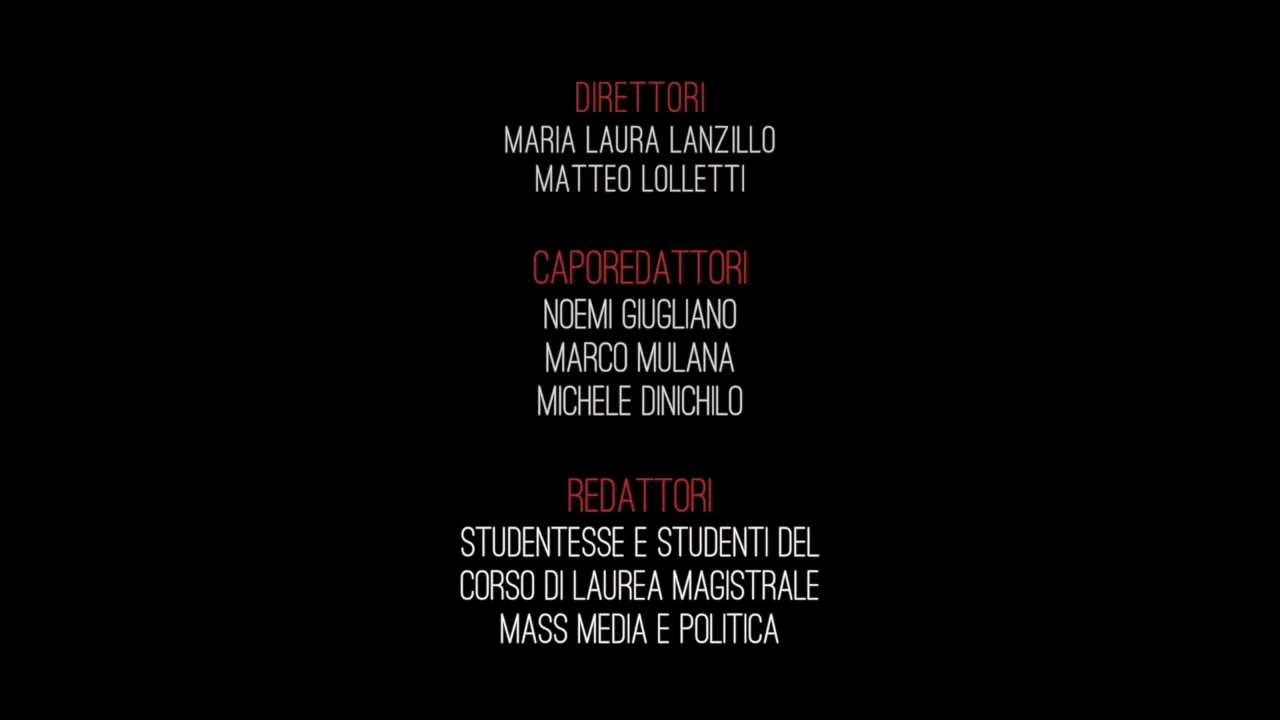 DIRETTORI
MARIA LAURA LANZILLO
MATTEO LOLLETTI
CAPOREDATTORI
NOEMI GIUGLIANO
MARCO MULANA
MICHELE DINICHILO
REDATTORI
STUDENTESSE E STUDENTI DEL
CORSO DI LAUREA MAGISTRALE
MASS MEDIA E POLITICA